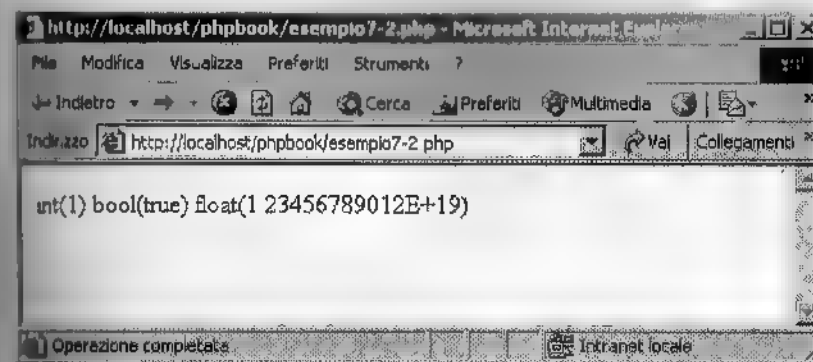 http://localhost/phpbook/esempio7-2.php - Microsoft Internet
File Modifica Visualizza Preferiti Strumenti ?
Indietro Cerca Preferiti Multimedia
Indirizzo http://localhost/phpbook/esempio7-2 php Vai Collegamenti
int(1) bool(true) float(1 23456789012E+19)
Operazione completata Intranet locale